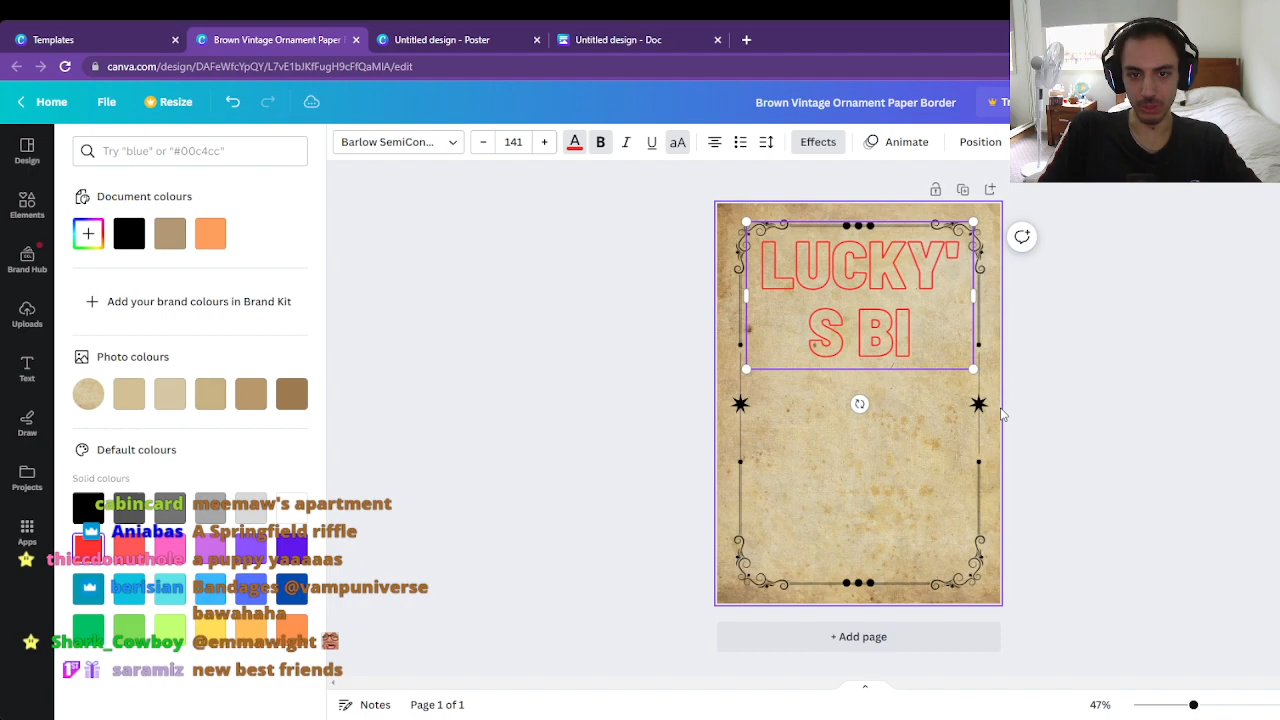 Templates
Brown Vintage Ornament Paper
Untitled design - Poster
Untitled design - Doc
canva.com/design/DAFeWfcYpQY/L7vE1bJKfFugH9cFfQaMIA/edit
Home
File
Resize
Brown Vintage Ornament Paper Border
Design
Elements
Brand Hub
Uploads
Text
Draw
Projects
Apps
Try "blue" or "#00c4cc"
Document colours
Add your brand colours in Brand Kit
Photo colours
Default colours
Solid colours
Barlow SemiCon...
141
A
B
I
U
aA
Effects
Animate
Position
LUCKY'
S BI
+ Add page
cabincard meemaw's apartment
Aniabas A Springfield riffle
thiccdonuthole a puppy yaaaaas
berisian Bandages @vampuniverse
bawahaha
Shark_Cowboy @emmawight
saramiz new best friends
Notes
Page 1 of 1
47%